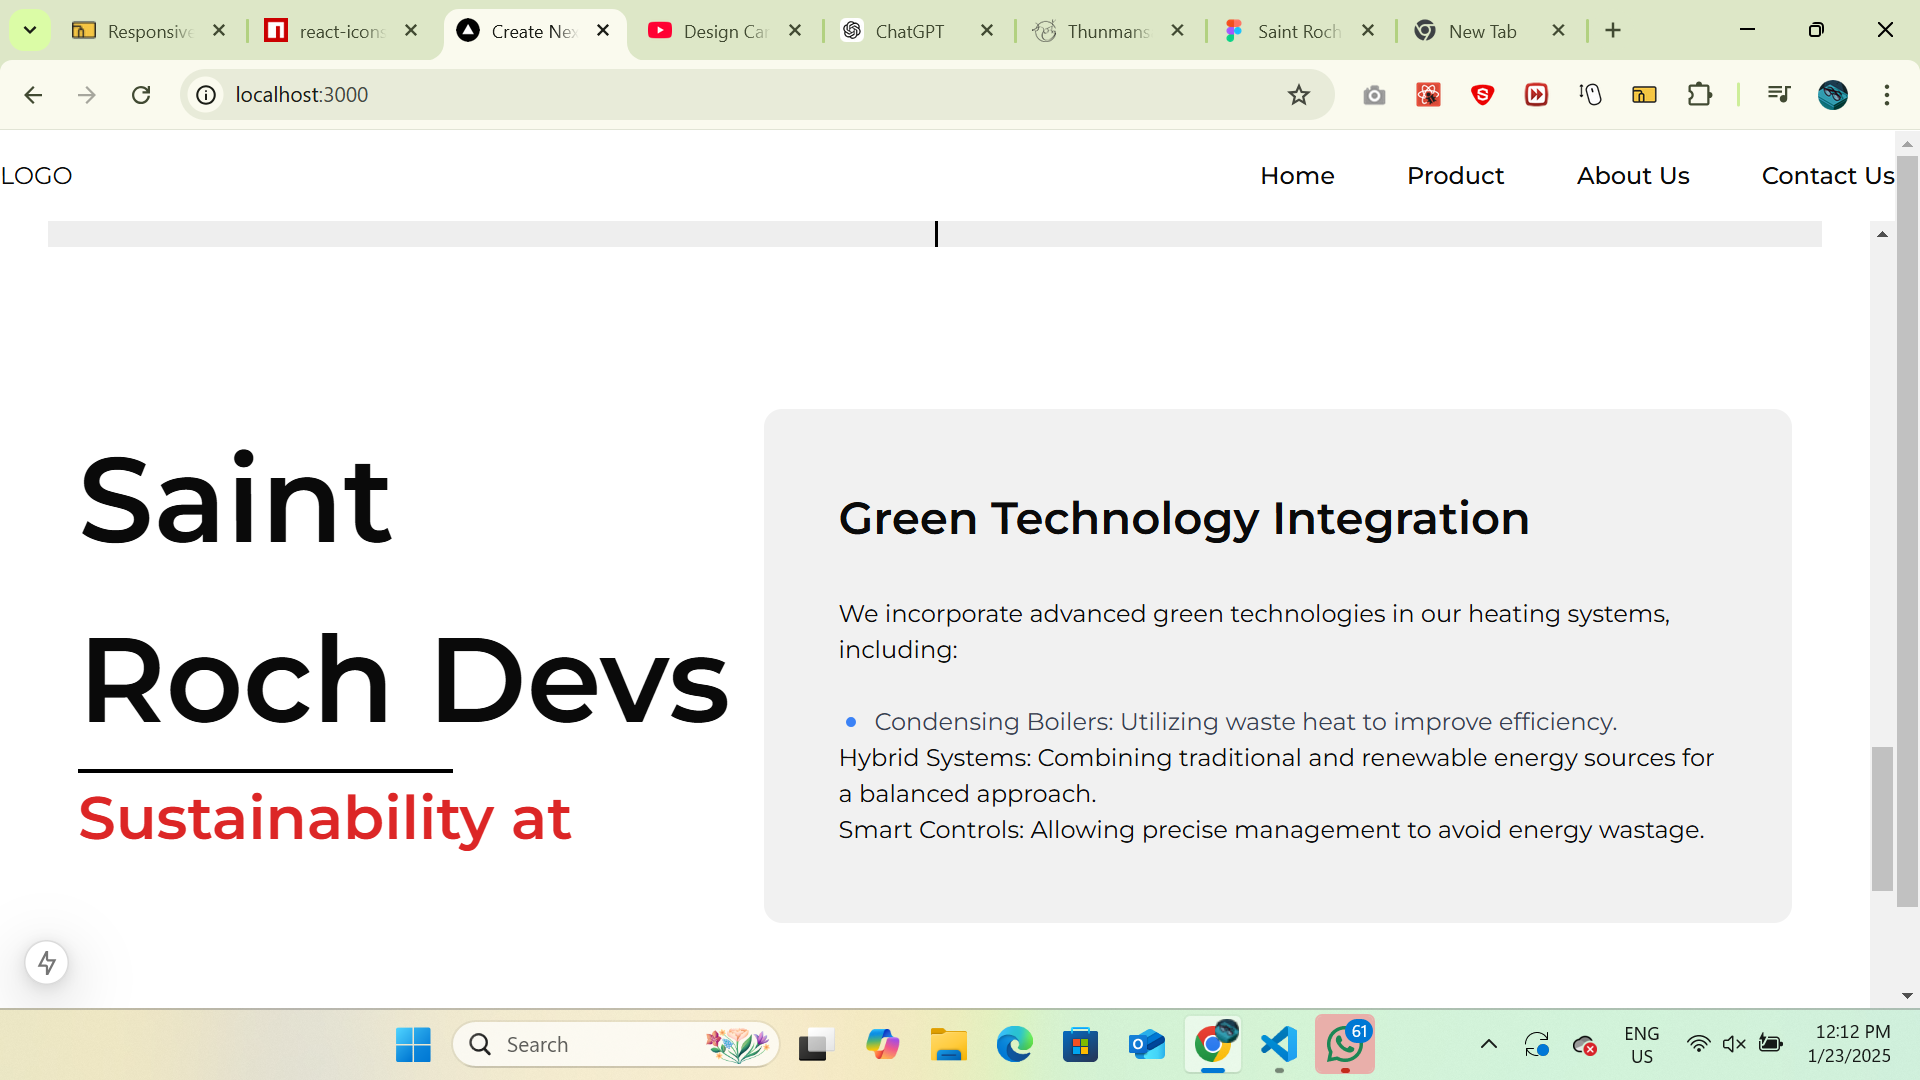 Responsive
react-icons
Create Nex
Design Car
ChatGPT
Thunmans
Saint Roch
New Tab
localhost:3000
LOGO
Home
Product
About Us
Contact Us
Saint
Roch Devs
Sustainability at
Green Technology Integration
We incorporate advanced green technologies in our heating systems,
including:
Condensing Boilers: Utilizing waste heat to improve efficiency.
Hybrid Systems: Combining traditional and renewable energy sources for
a balanced approach.
Smart Controls: Allowing precise management to avoid energy wastage.
Search
61
ENG
US
12:12 PM
1/23/2025